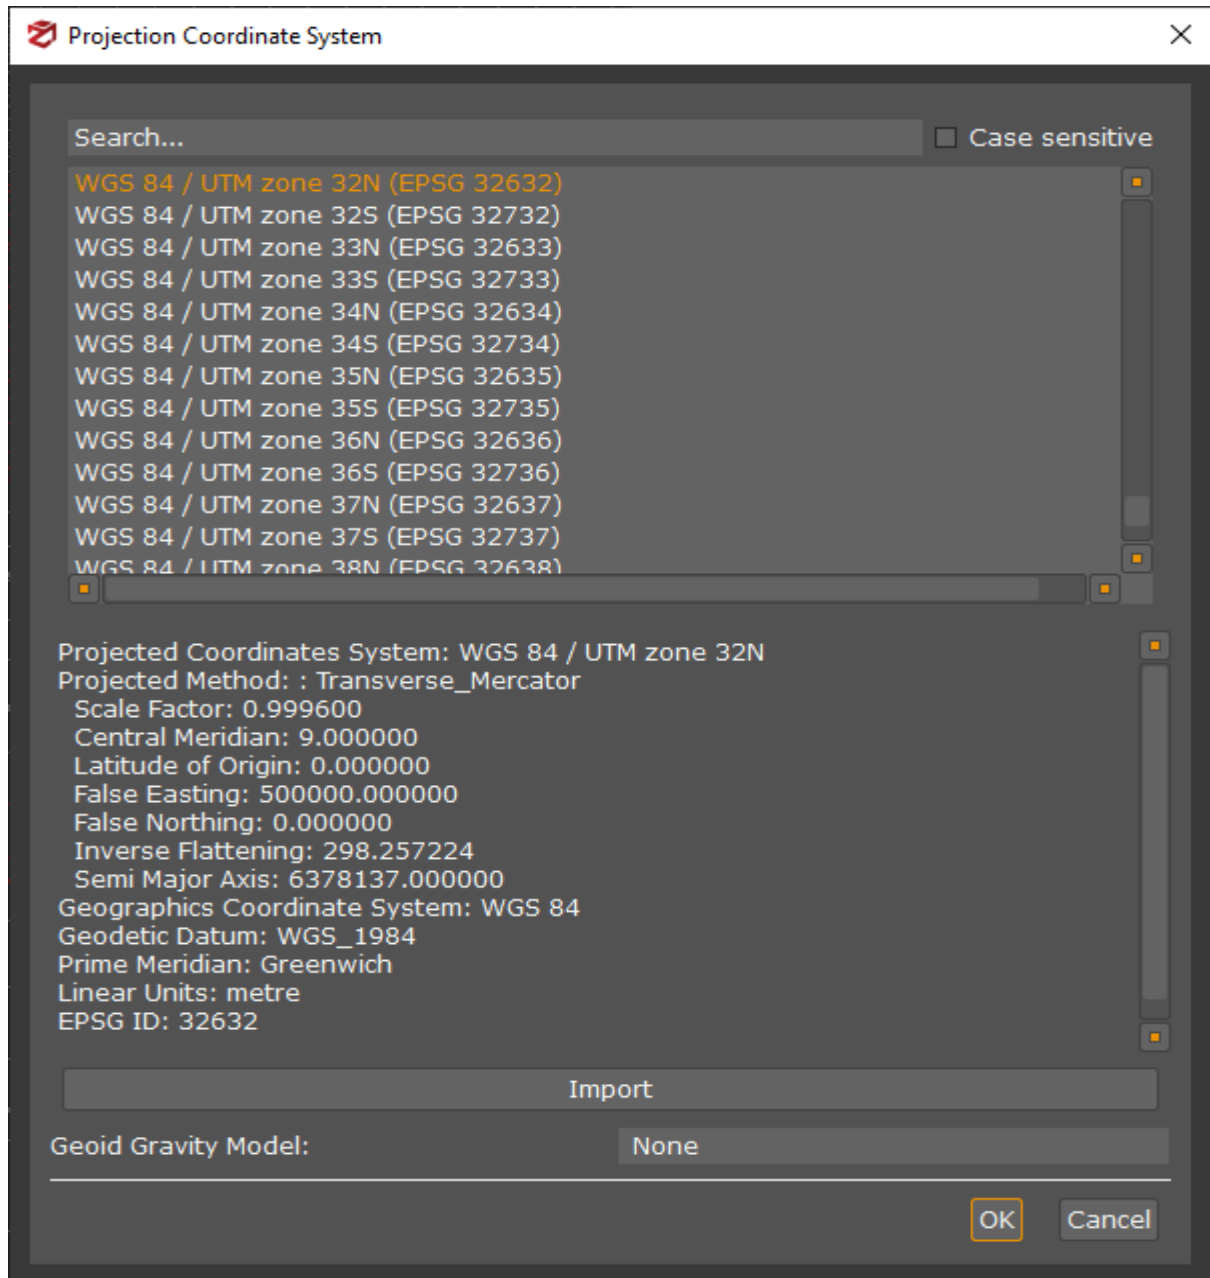 Projection Coordinate System
Search...
Case sensitive
WGS 84 / UTM zone 32N (EPSG 32632)
WGS 84 / UTM zone 32S (EPSG 32732)
WGS 84 / UTM zone 33N (EPSG 32633)
WGS 84 / UTM zone 33S (EPSG 32733)
WGS 84 / UTM zone 34N (EPSG 32634)
WGS 84 / UTM zone 34S (EPSG 32734)
WGS 84 / UTM zone 35N (EPSG 32635)
WGS 84 / UTM zone 35S (EPSG 32735)
WGS 84 / UTM zone 36N (EPSG 32636)
WGS 84 / UTM zone 36S (EPSG 32736)
WGS 84 / UTM zone 37N (EPSG 32637)
WGS 84 / UTM zone 37S (EPSG 32737)
WGS 84 / UTM zone 38N (EPSG 32638)
Projected Coordinates System: WGS 84 / UTM zone 32N
Projected Method: : Transverse_Mercator
Scale Factor: 0.999600
Central Meridian: 9.000000
Latitude of Origin: 0.000000
False Easting: 500000.000000
False Northing: 0.000000
Inverse Flattening: 298.257224
Semi Major Axis: 6378137.000000
Geographics Coordinate System: WGS 84
Geodetic Datum: WGS_1984
Prime Meridian: Greenwich
Linear Units: metre
EPSG ID: 32632
Import
Geoid Gravity Model:
None
OK
Cancel